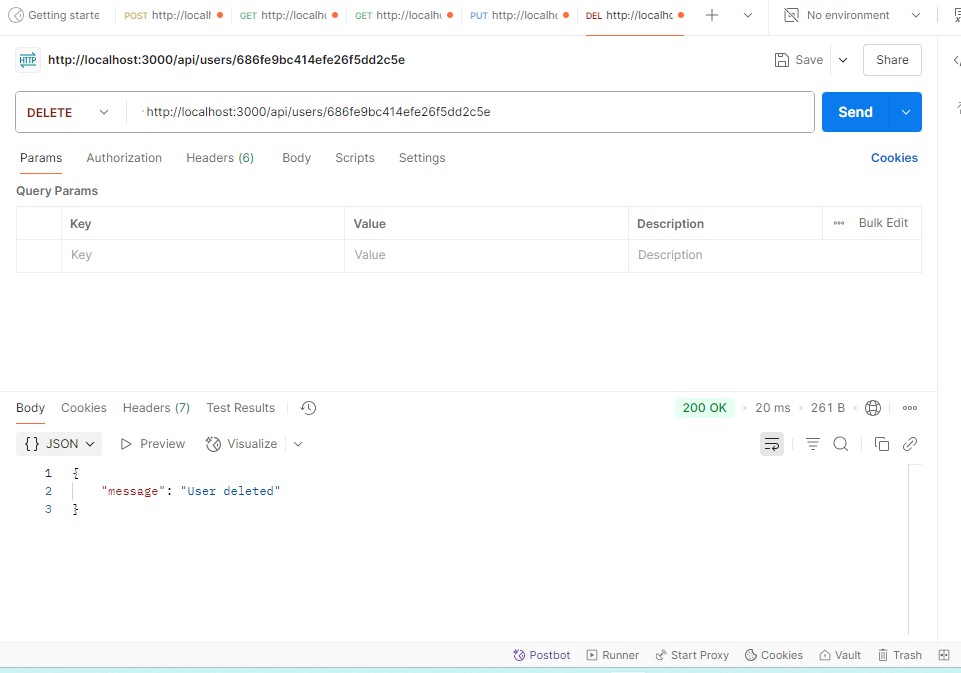 Getting starte POST http://locall GET http://localhc GET http://localhc PUT http://localhc DEL http://localhc No environment
HTTP http://localhost:3000/api/users/686fe9bc414efe26f5dd2c5e Save Share
DELETE http://localhost:3000/api/users/686fe9bc414efe26f5dd2c5e Send
Params Authorization Headers (6) Body Scripts Settings Cookies
Query Params
Key Value Description Bulk Edit
Key Value Description
Body Cookies Headers (7) Test Results 200 OK 20 ms 261 B
{} JSON Preview Visualize
1 {
2 "message": "User deleted"
3 }
Postbot Runner Start Proxy Cookies Vault Trash